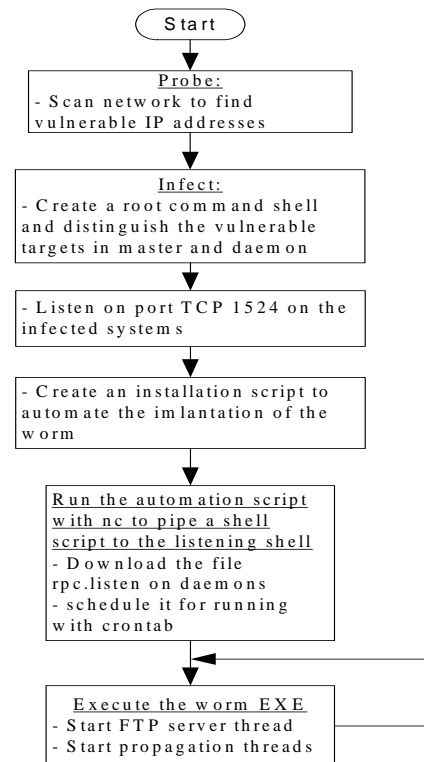 Start
Probe:
- Scan network to find
vulnerable IP addresses
Infect:
- Create a root command shell
and distinguish the vulnerable
targets in master and daemon
- Listen on port TCP 1524 on the
infected systems
- Create an installation script to
automate the imlantation of the
worm
Run the automation script
with nc to pipe a shell
script to the listening shell
- Download the file
rpc.listen on daemons
- schedule it for running
with crontab
Execute the worm EXE
- Start FTP server thread
- Start propagation threads